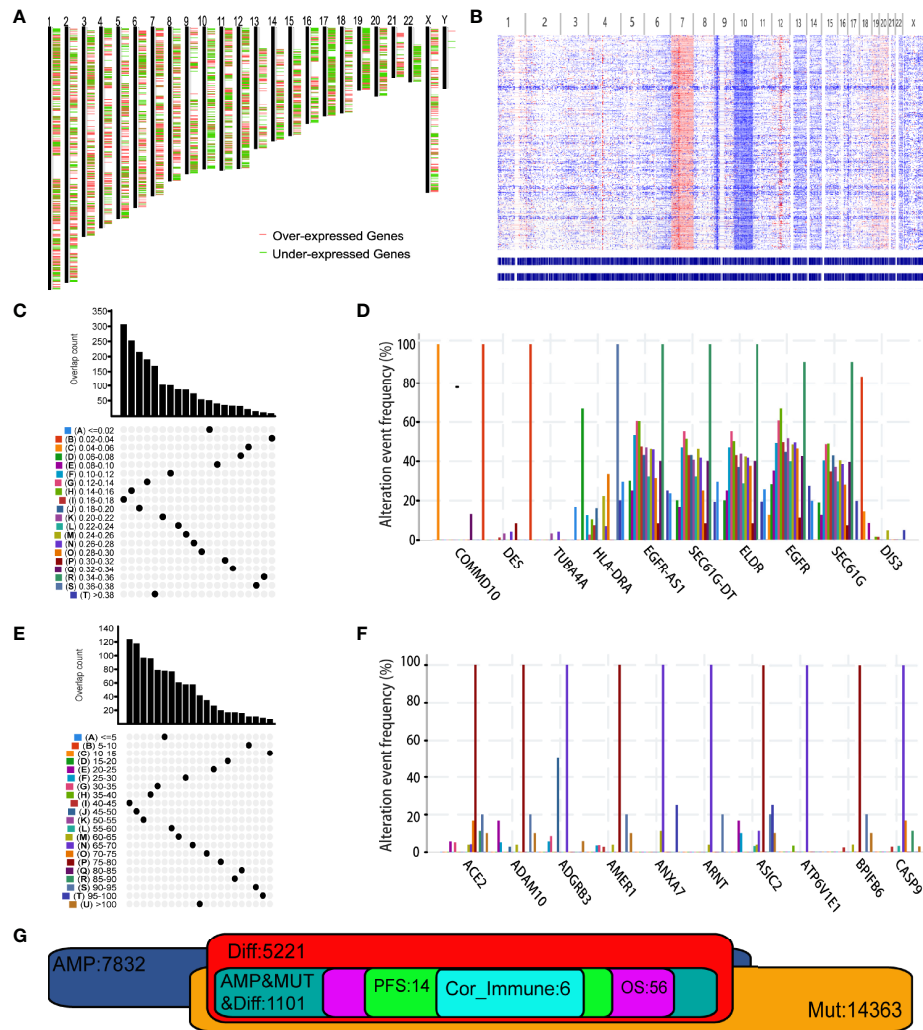 A
1 2 3 4 5 6 7 8 9 10 11 12 13 14 15 16 17 18 19 20 21 22 X Y
Over-expressed Genes
Under-expressed Genes
B
1 2 3 4 5 6 7 8 9 10 11 12 13 14 15 16 17 18 19 20 21 22 X
C
Overlap count
350
300
250
200
150
100
50
(A) <=0.02
(B) 0.02-0.04
(C) 0.04-0.06
(D) 0.06-0.08
(E) 0.08-0.10
(F) 0.10-0.12
(G) 0.12-0.14
(H) 0.14-0.16
(I) 0.16-0.18
(J) 0.18-0.20
(K) 0.20-0.22
(L) 0.22-0.24
(M) 0.24-0.26
(N) 0.26-0.28
(O) 0.28-0.30
(P) 0.30-0.32
(Q) 0.32-0.34
(R) 0.34-0.36
(S) 0.36-0.38
(T) >0.38
D
Alteration event frequency (%)
100
80
60
40
20
0
COMMD10
DES
TUBA4A
HLA-DRA
EGFR-AS1
SEC61G-DT
ELDR
EGFR
SEC61G
DIS3
E
Overlap count
140
120
100
80
60
40
20
(A) <=5
(B) 5-10
(C) 10-15
(D) 15-20
(E) 20-25
(F) 25-30
(G) 30-35
(H) 35-40
(I) 40-45
(J) 45-50
(K) 50-55
(L) 55-60
(M) 60-65
(N) 65-70
(O) 70-75
(P) 75-80
(Q) 80-85
(R) 85-90
(S) 90-95
(T) 95-100
(U) >100
F
Alteration event frequency (%)
100
80
60
40
20
0
ACE2
ADAM10
ADGRB3
AMER1
ANXA7
ARNT
ASIC2
ATP6V1E1
BPIFB6
CASP9
G
AMP:7832
Diff:5221
AMP&MUT
&Diff:1101
PFS:14
Cor_Immune:6
OS:56
Mut:14363